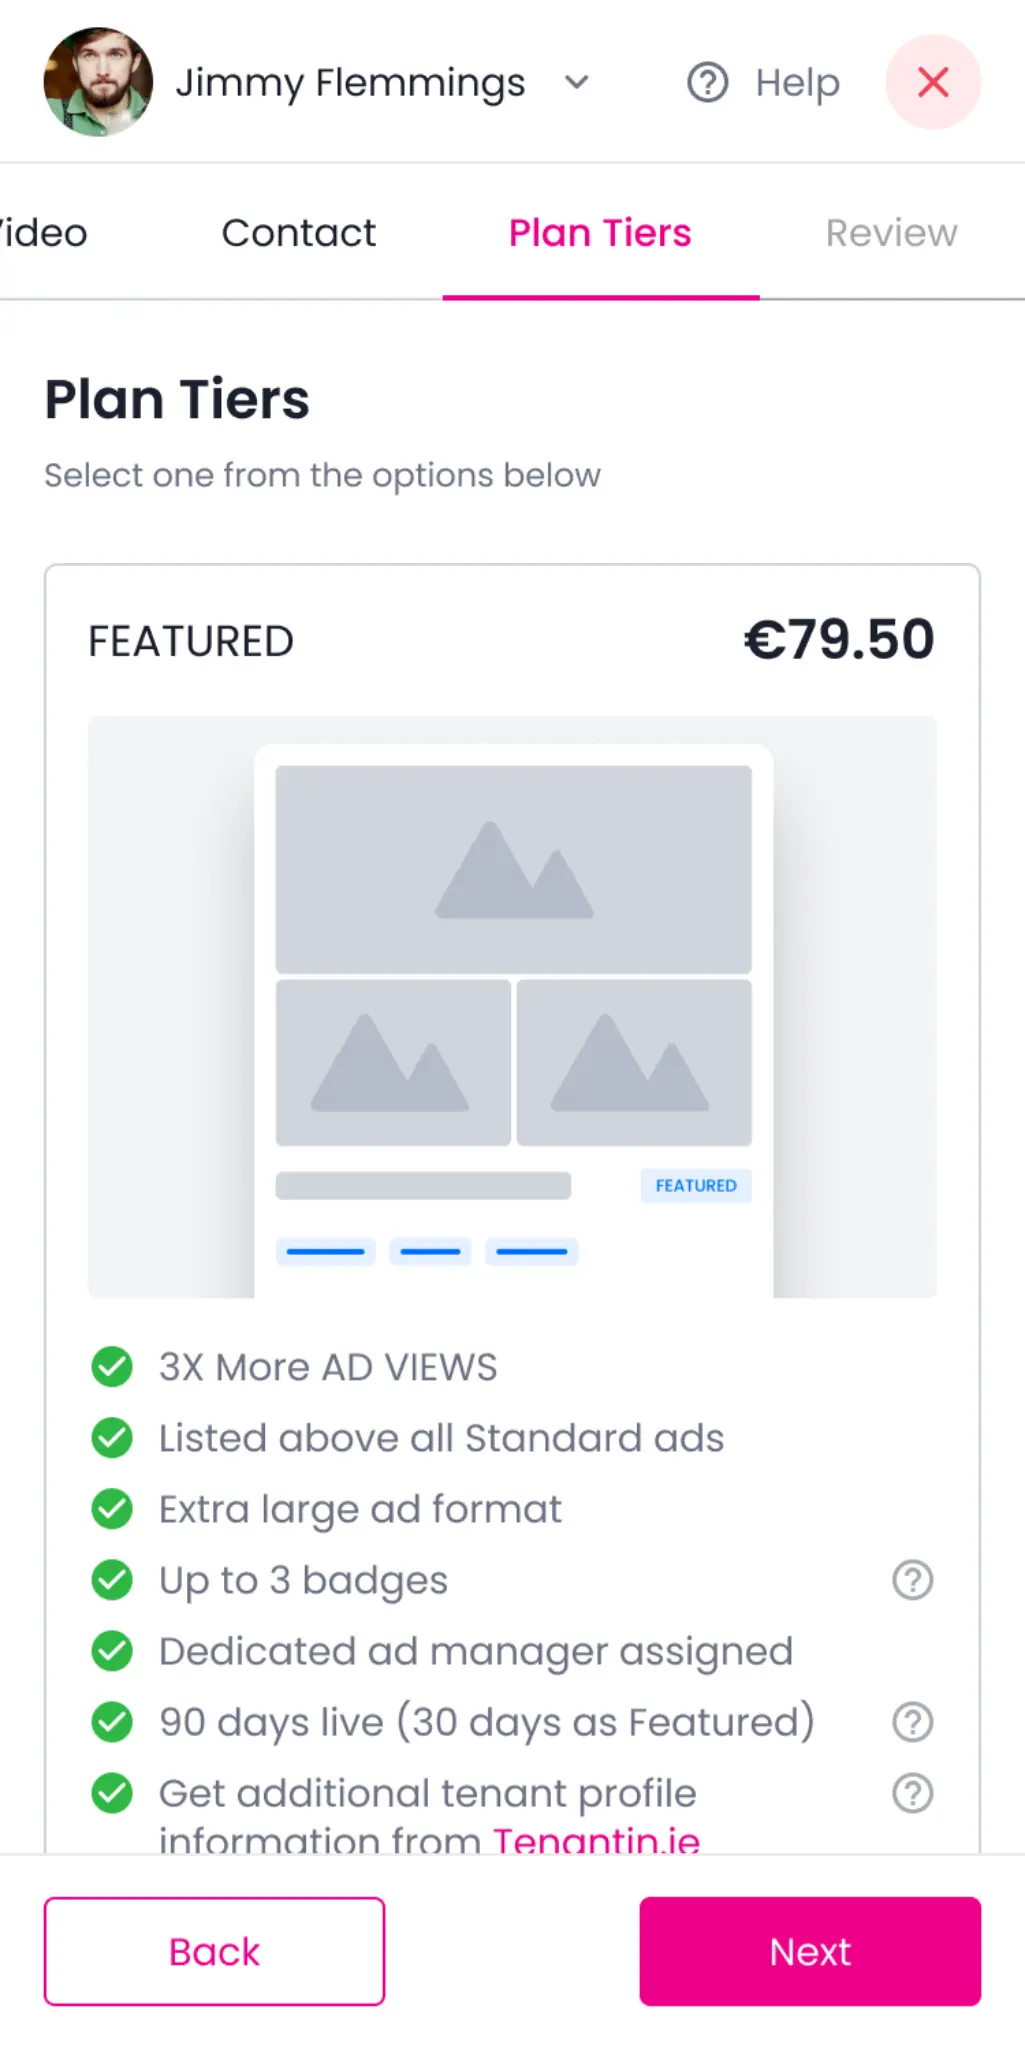 Jimmy Flemmings
Help
Video Contact Plan Tiers Review
Plan Tiers
Select one from the options below
FEATURED €79.50
FEATURED
3X More AD VIEWS
Listed above all Standard ads
Extra large ad format
Up to 3 badges
Dedicated ad manager assigned
90 days live (30 days as Featured)
Get additional tenant profile
information from Tenantin.ie
Back Next